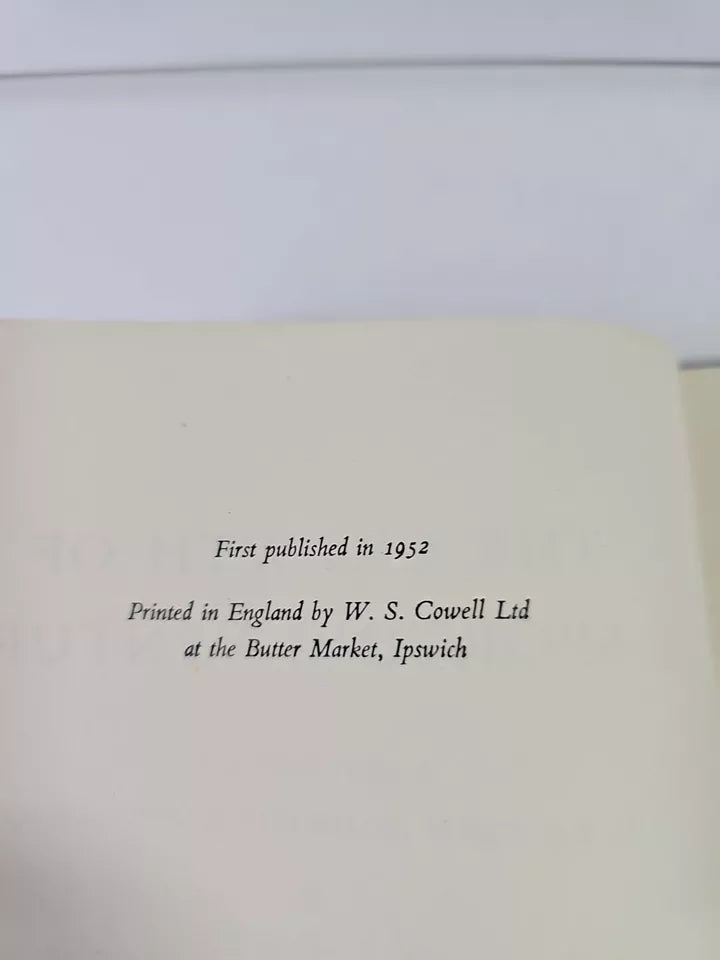 First published in 1952
Printed in England by W. S. Cowell Ltd
at the Butter Market, Ipswich